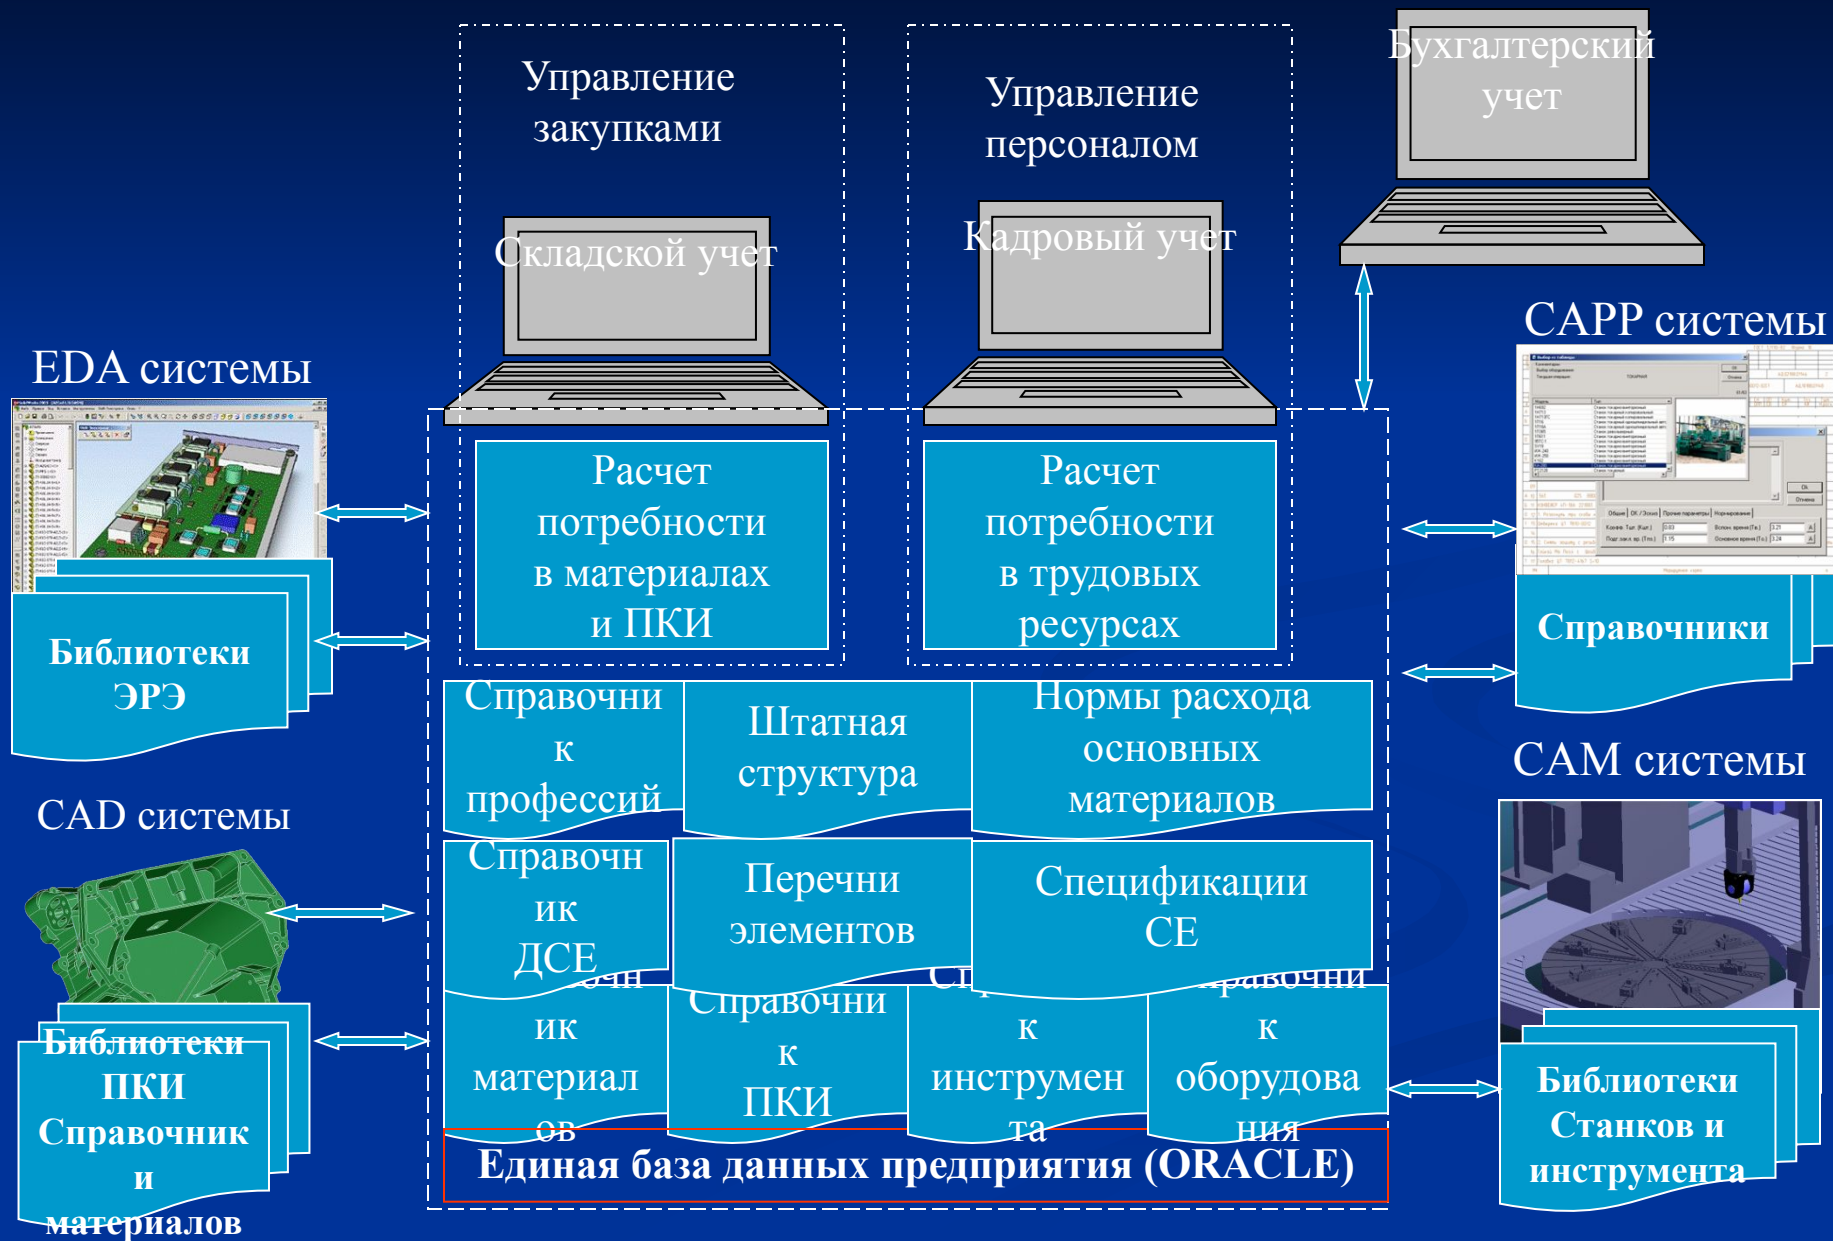 Управление
закупками
Управление
персоналом
Бухгалтерский
учет
Складской учет
Кадровый учет
EDA системы
CAPP системы
Расчет
потребности
в материалах
и ПКИ
Расчет
потребности
в трудовых
ресурсах
Библиотеки
ЭРЭ
Справочники
Справочни
к
профессий
Штатная
структура
Нормы расхода
основных
материалов
CAD системы
CAM системы
Справочн
ик
ДСЕ
Перечни
элементов
Спецификации
СЕ
ик
материал
ов
Справочни
к
ПКИ
к
инструмен
та
к
оборудова
ния
Библиотеки
ПКИ
Справочник
и
материалов
Библиотеки
Станков и
инструмента
Единая база данных предприятия (ORACLE)